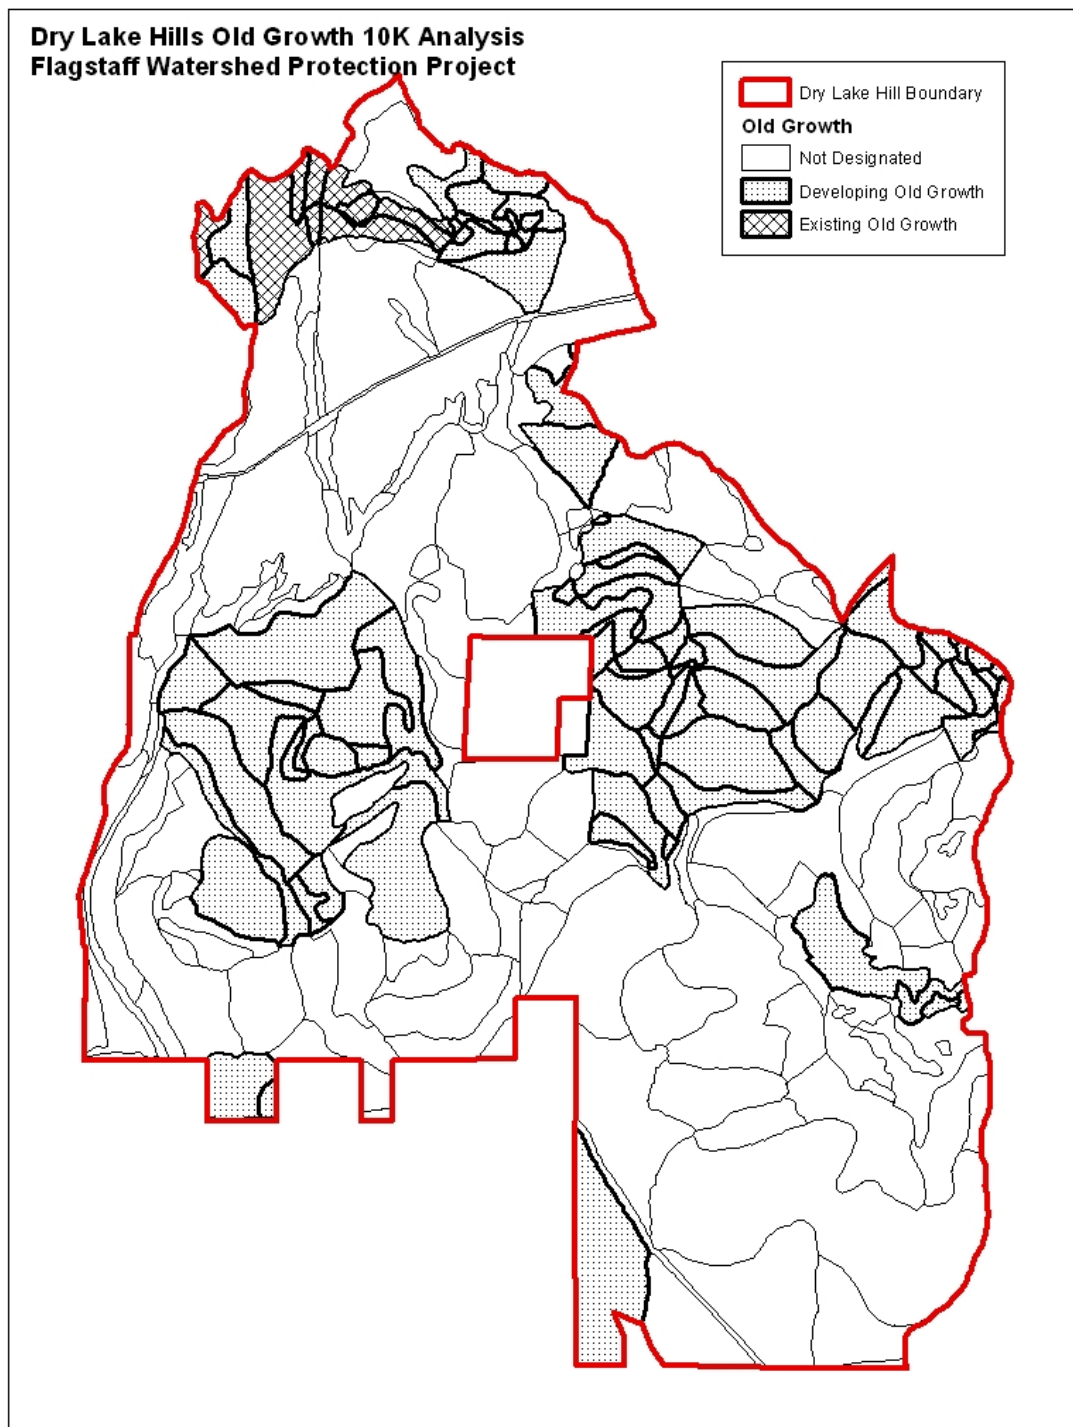 Dry Lake Hills Old Growth 10K Analysis
Flagstaff Watershed Protection Project
Dry Lake Hill Boundary
Old Growth
Not Designated
Developing Old Growth
Existing Old Growth